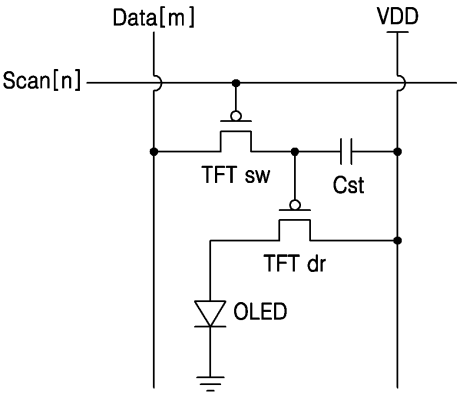 Data[m]
VDD
Scan[n]
TFT sw
Cst
TFT dr
OLED